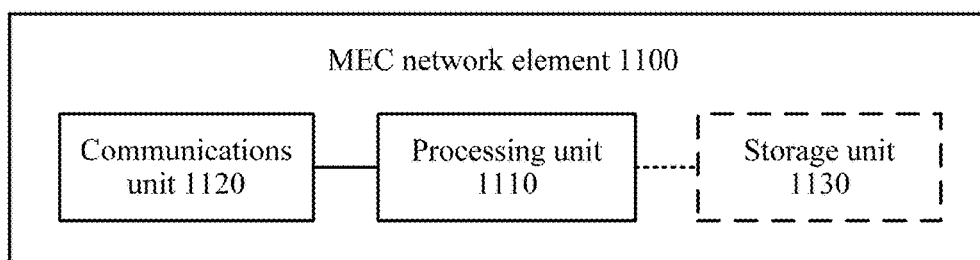 MEC network element 1100
Communications
unit 1120
Processing unit
1110
Storage unit
1130